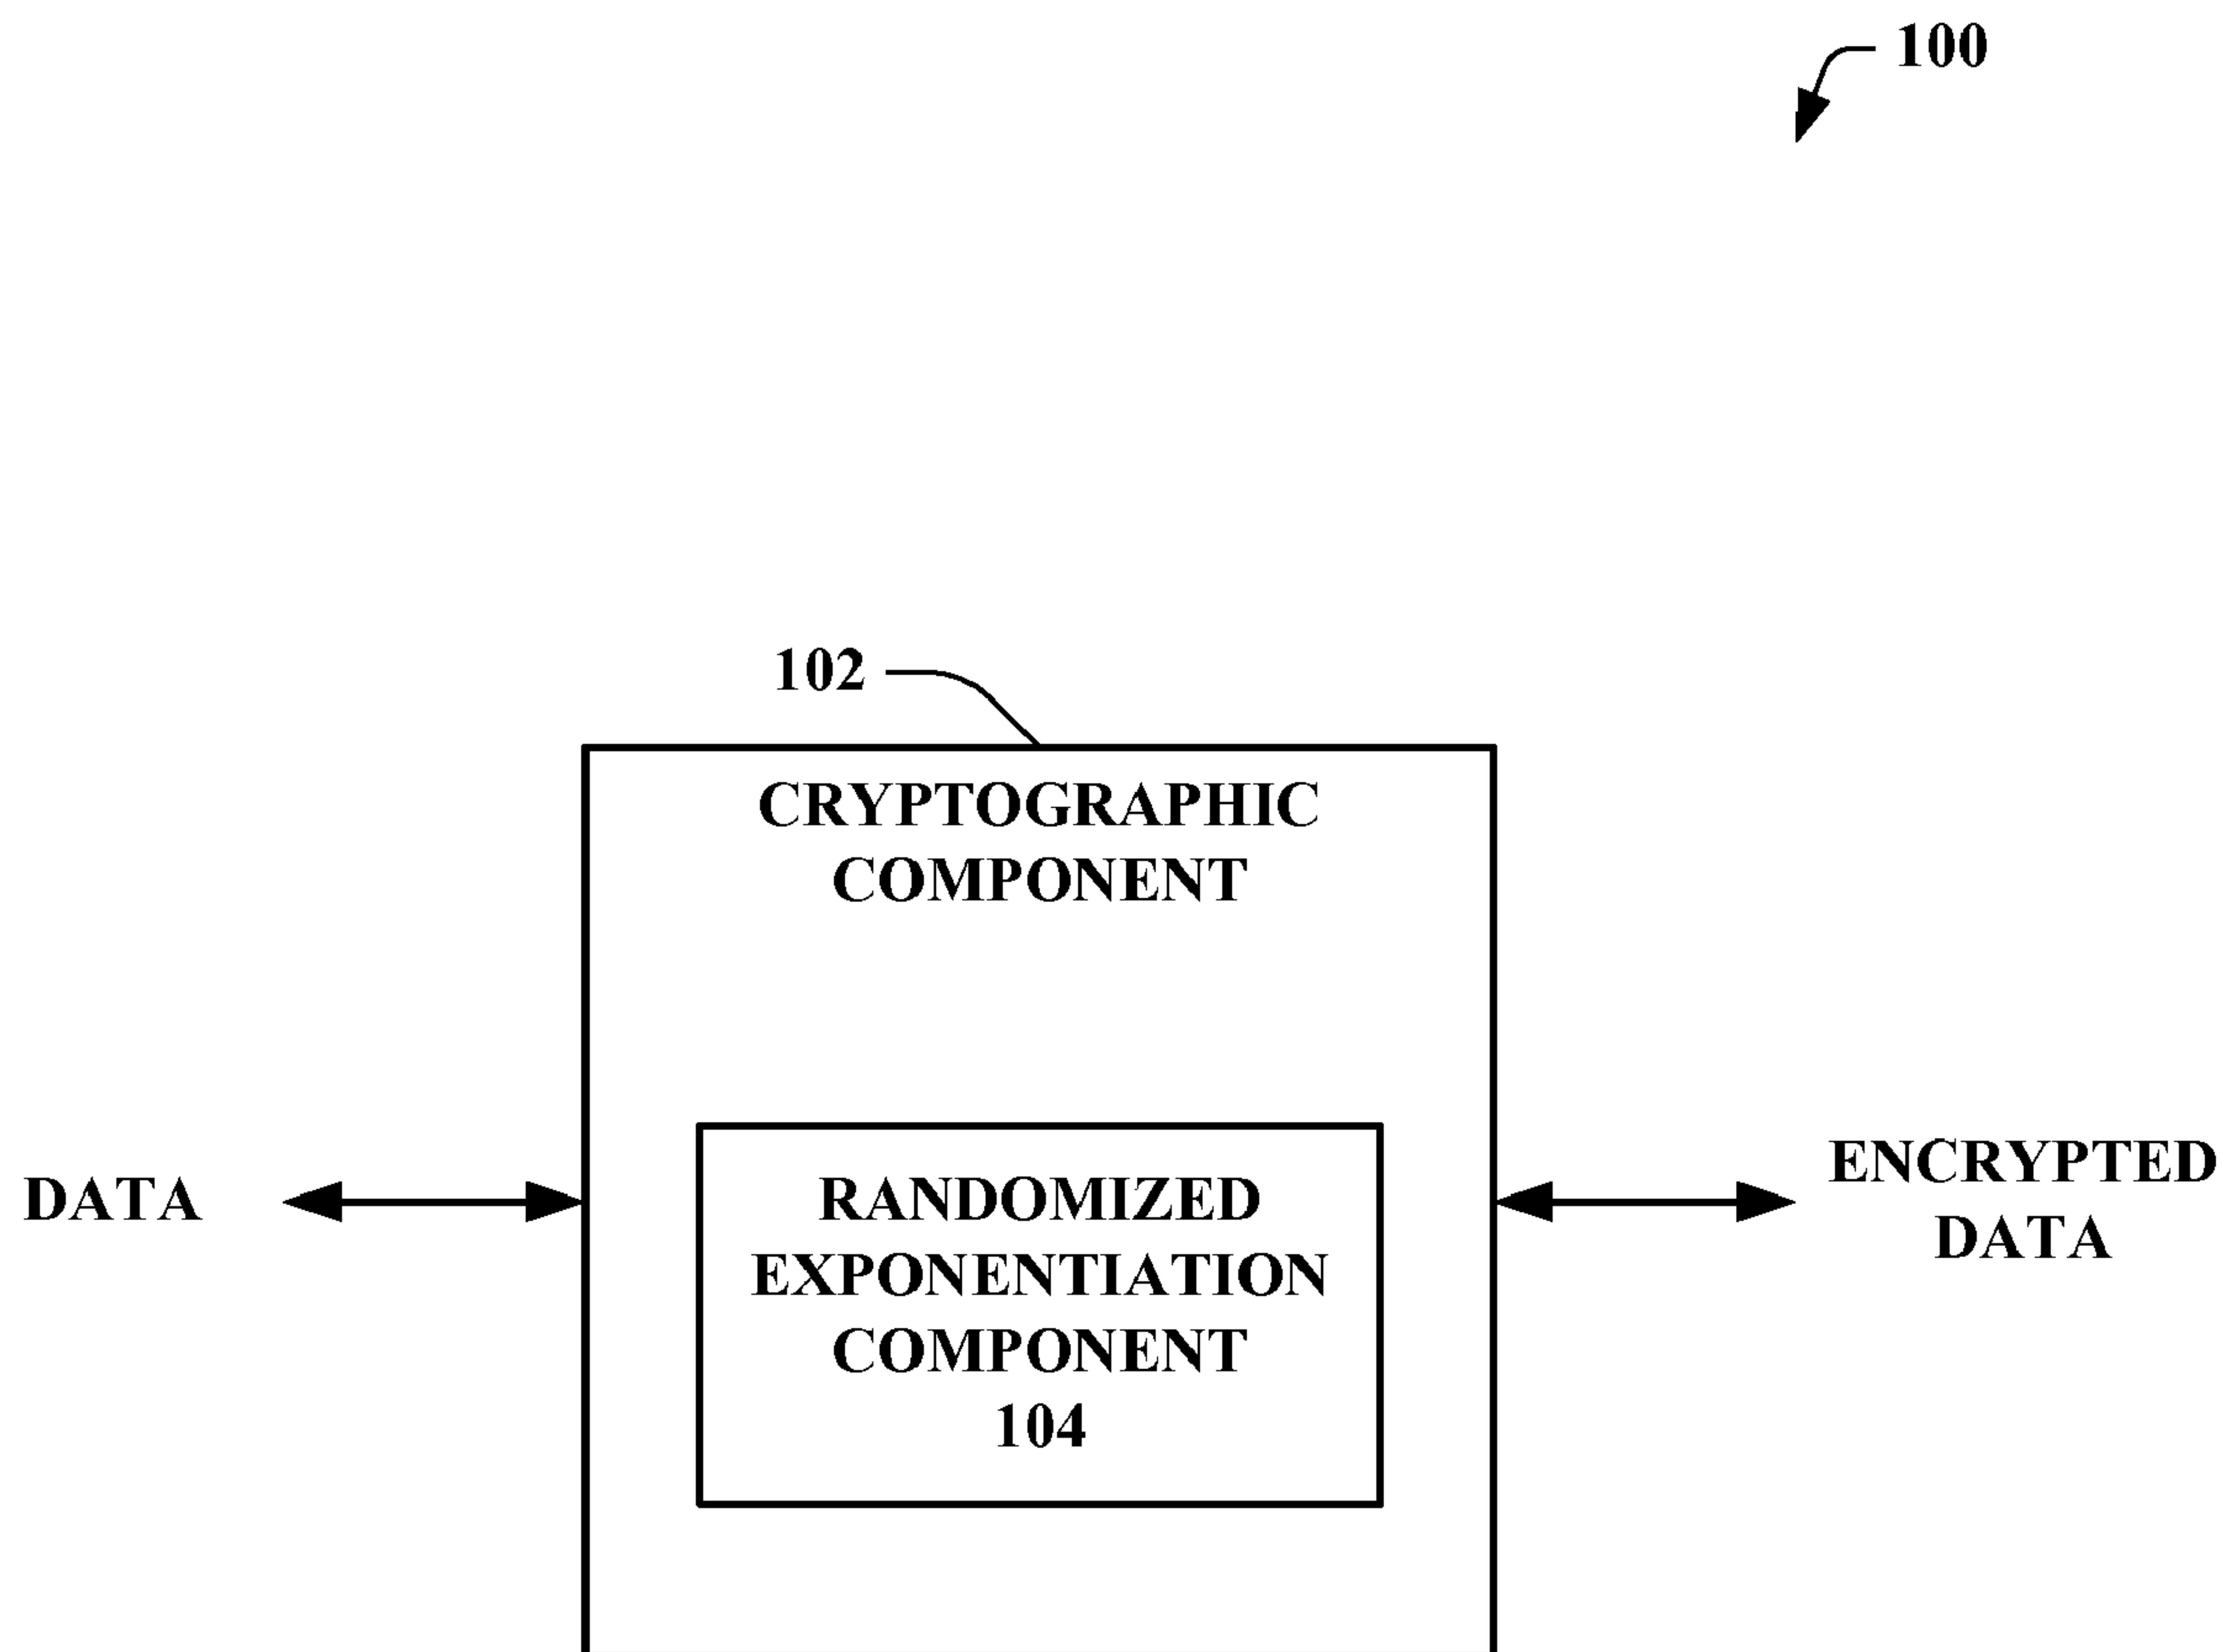 100
102
CRYPTOGRAPHIC
COMPONENT
DATA
RANDOMIZED
EXPONENTIATION
COMPONENT
104
ENCRYPTED
DATA